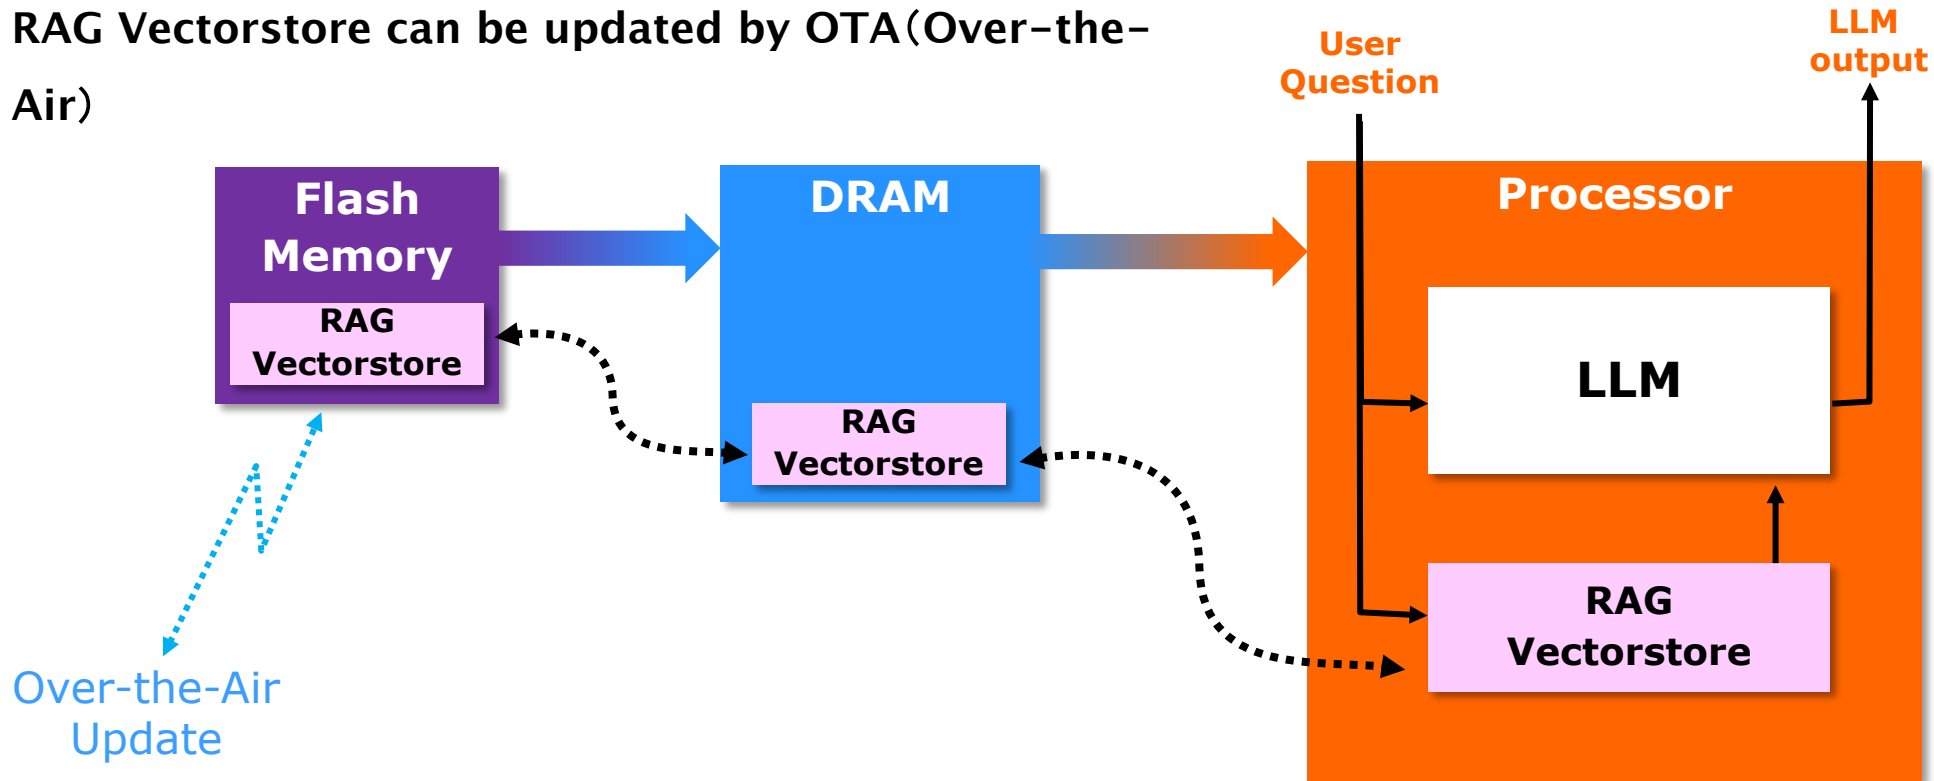 RAG Vectorstore can be updated by OTA（Over-the-
Air）
User
Question
LLM
output
Flash
Memory
RAG
Vectorstore
DRAM
RAG
Vectorstore
Processor
LLM
RAG
Vectorstore
Over-the-Air
Update